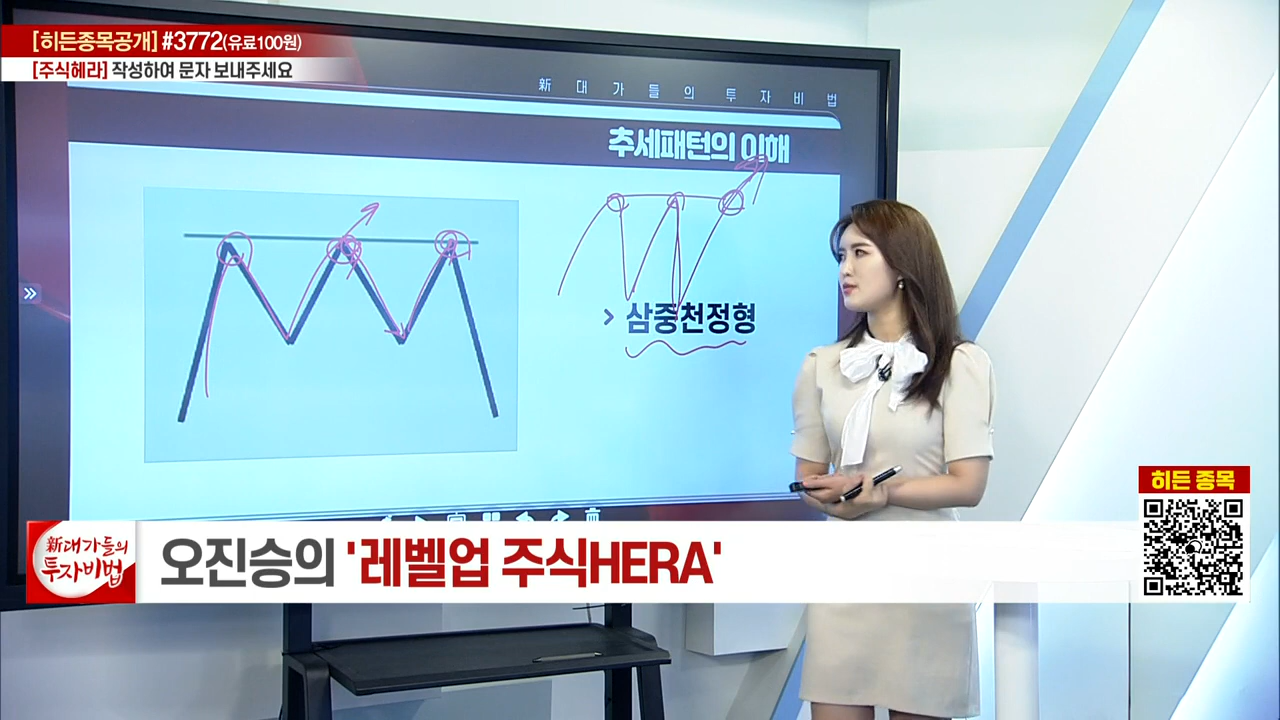 [히든종목공개] #3772(유료100원)
[주식헤라] 작성하여 문자 보내주세요
新 대 가 들 의 투 자 비 법
추세패턴의 이해
» 
› 삼중천정형
히든 종목
新대가들의
투자비법
오진승의 '레벨업 주식HERA'